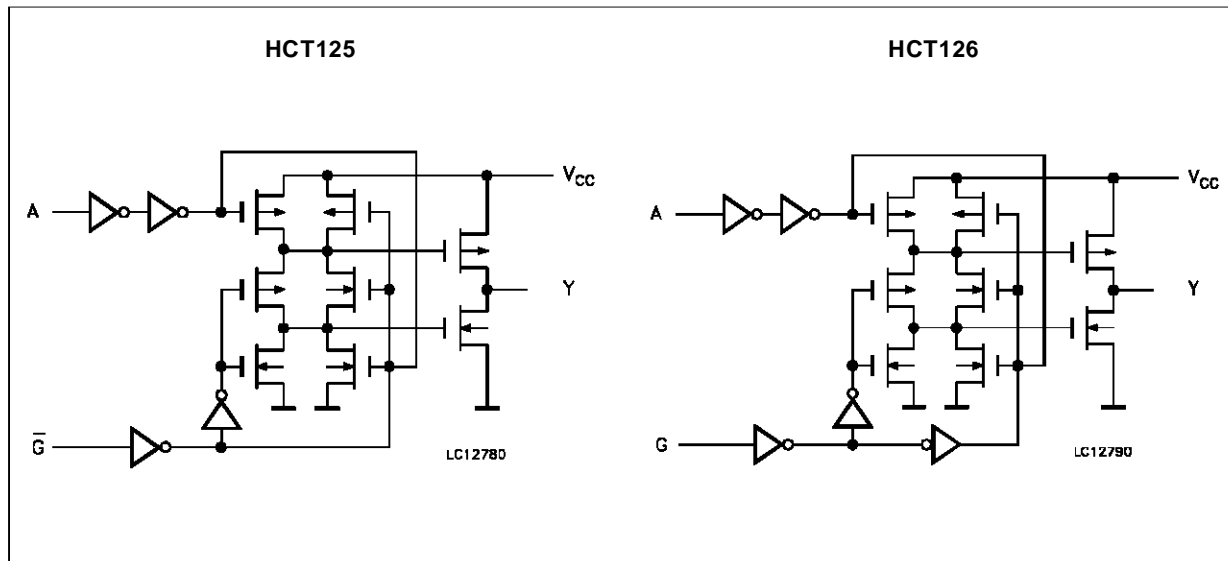 HCT125
HCT126
V_CC
V_CC
A
Y
A
Y
G̅
LC12780
G
LC12790